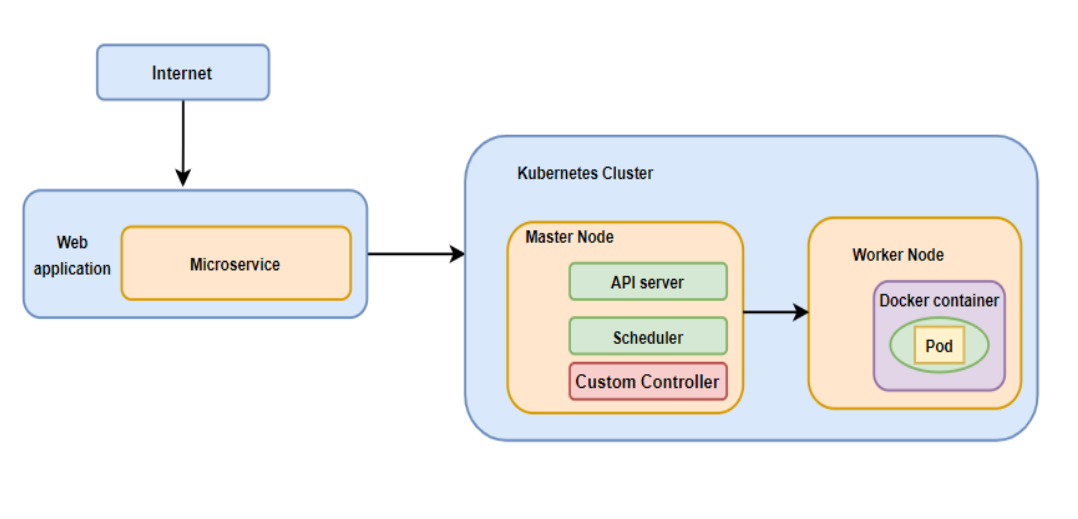 Internet
Web
application
Microservice
Kubernetes Cluster
Master Node
API server
Scheduler
Custom Controller
Worker Node
Docker container
Pod